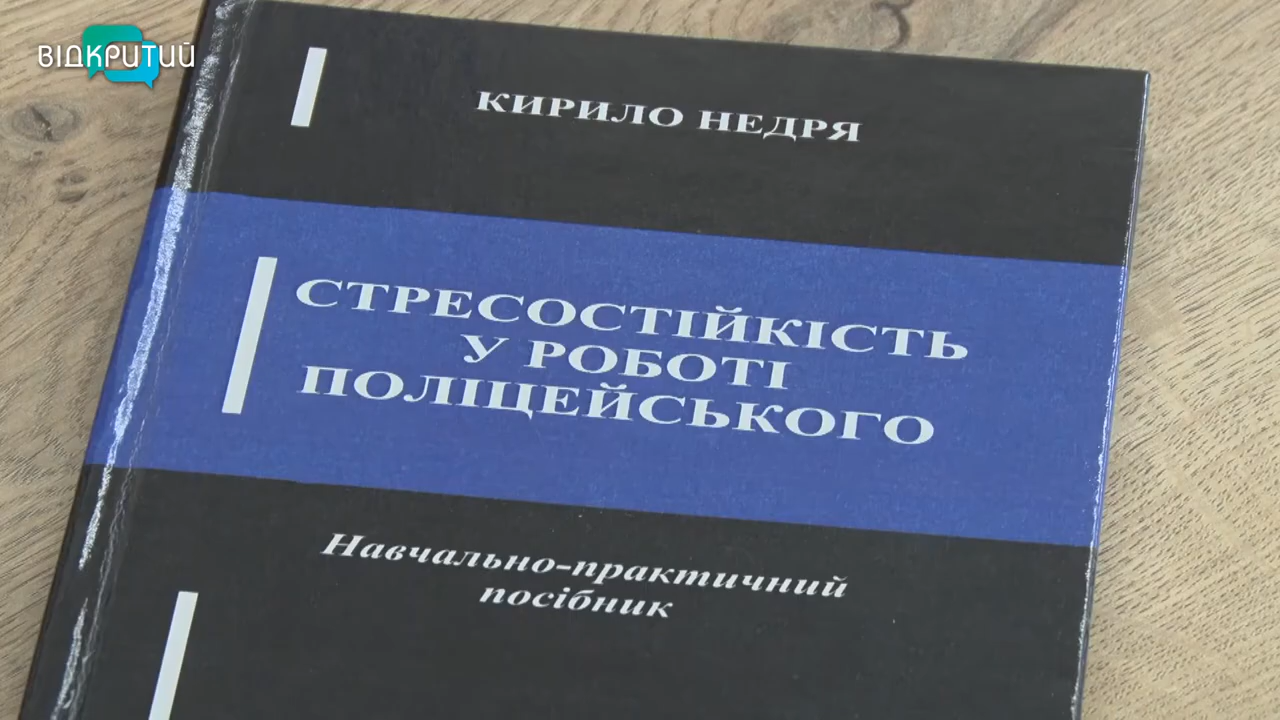 ВІДКРИТИЙ
КИРИЛО НЕДРЯ
СТРЕСОСТІЙКІСТЬ
У РОБОТІ
ПОЛІЦЕЙСЬКОГО
Навчально-практичний
посібник